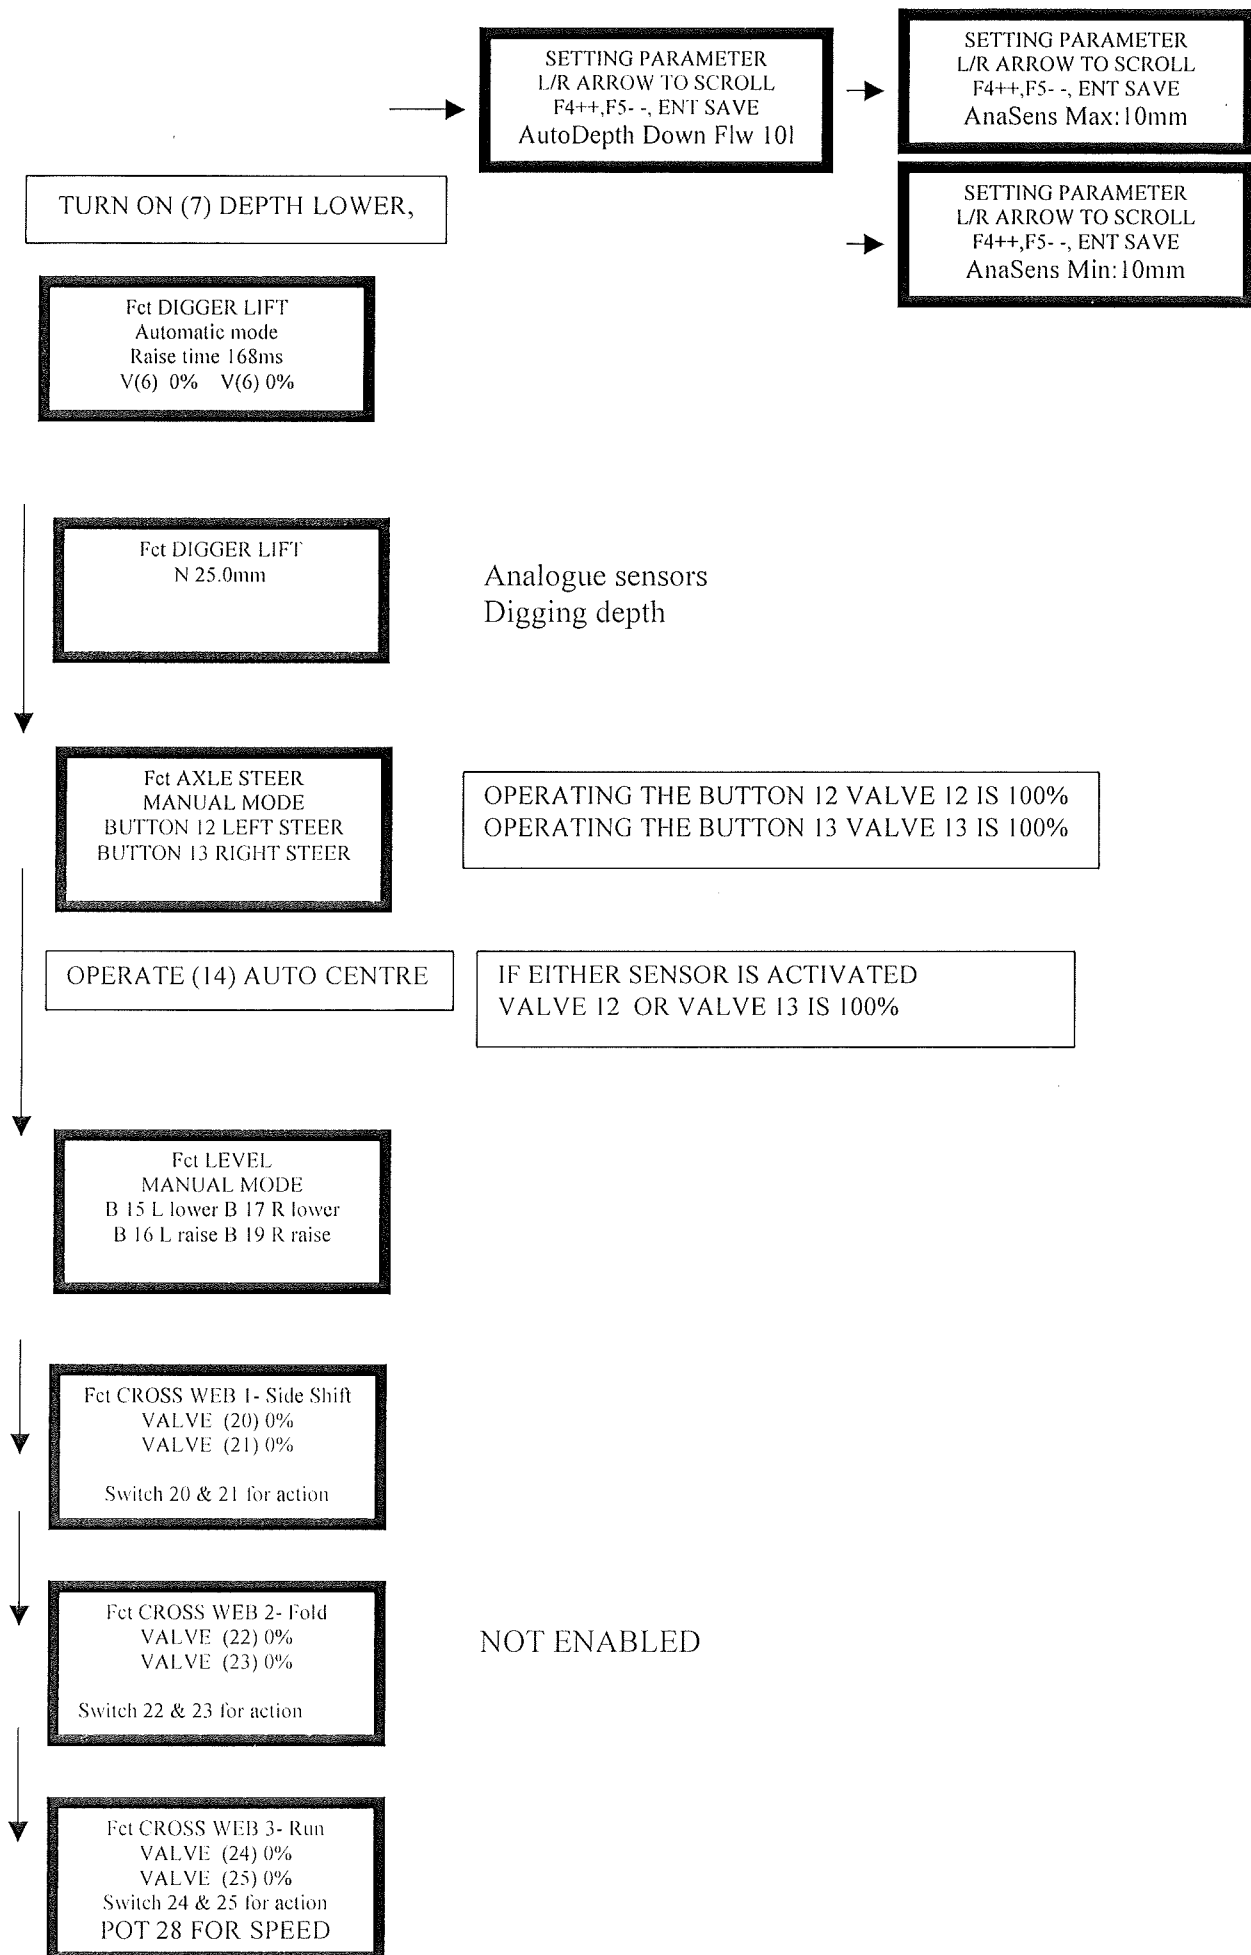 SETTING PARAMETER
L/R ARROW TO SCROLL
F4++,F5- -, ENT SAVE
AutoDepth Down Flw 10l
SETTING PARAMETER
L/R ARROW TO SCROLL
F4++,F5- -, ENT SAVE
AnaSens Max:10mm
SETTING PARAMETER
L/R ARROW TO SCROLL
F4++,F5- -, ENT SAVE
AnaSens Min:10mm
TURN ON (7) DEPTH LOWER,
Fct DIGGER LIFT
Automatic mode
Raise time 168ms
V(6) 0% V(6) 0%
Fct DIGGER LIFT
N 25.0mm
Analogue sensors
Digging depth
Fct AXLE STEER
MANUAL MODE
BUTTON 12 LEFT STEER
BUTTON 13 RIGHT STEER
OPERATING THE BUTTON 12 VALVE 12 IS 100%
OPERATING THE BUTTON 13 VALVE 13 IS 100%
OPERATE (14) AUTO CENTRE
IF EITHER SENSOR IS ACTIVATED
VALVE 12 OR VALVE 13 IS 100%
Fct LEVEL
MANUAL MODE
B 15 L lower B 17 R lower
B 16 L raise B 19 R raise
Fct CROSS WEB 1- Side Shift
VALVE (20) 0%
VALVE (21) 0%
Switch 20 & 21 for action
Fct CROSS WEB 2- Fold
VALVE (22) 0%
VALVE (23) 0%
Switch 22 & 23 for action
NOT ENABLED
Fct CROSS WEB 3- Run
VALVE (24) 0%
VALVE (25) 0%
Switch 24 & 25 for action
POT 28 FOR SPEED